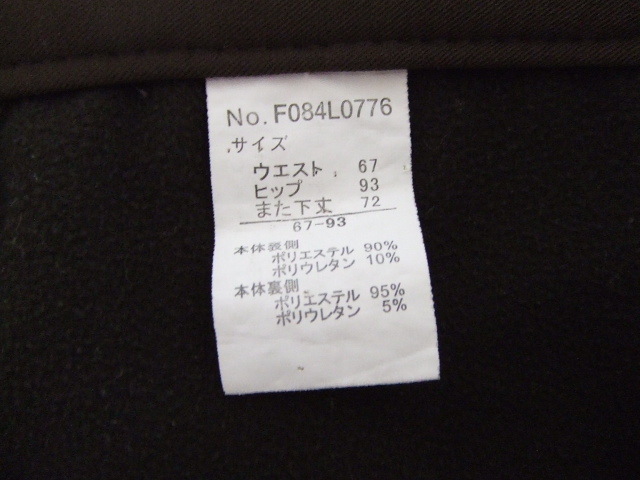 No. F084L0776
サイズ
ウエスト 67
ヒップ 93
また下丈 72
67-93
本体表側
ポリエステル 90%
ポリウレタン 10%
本体裏側
ポリエステル 95%
ポリウレタン 5%